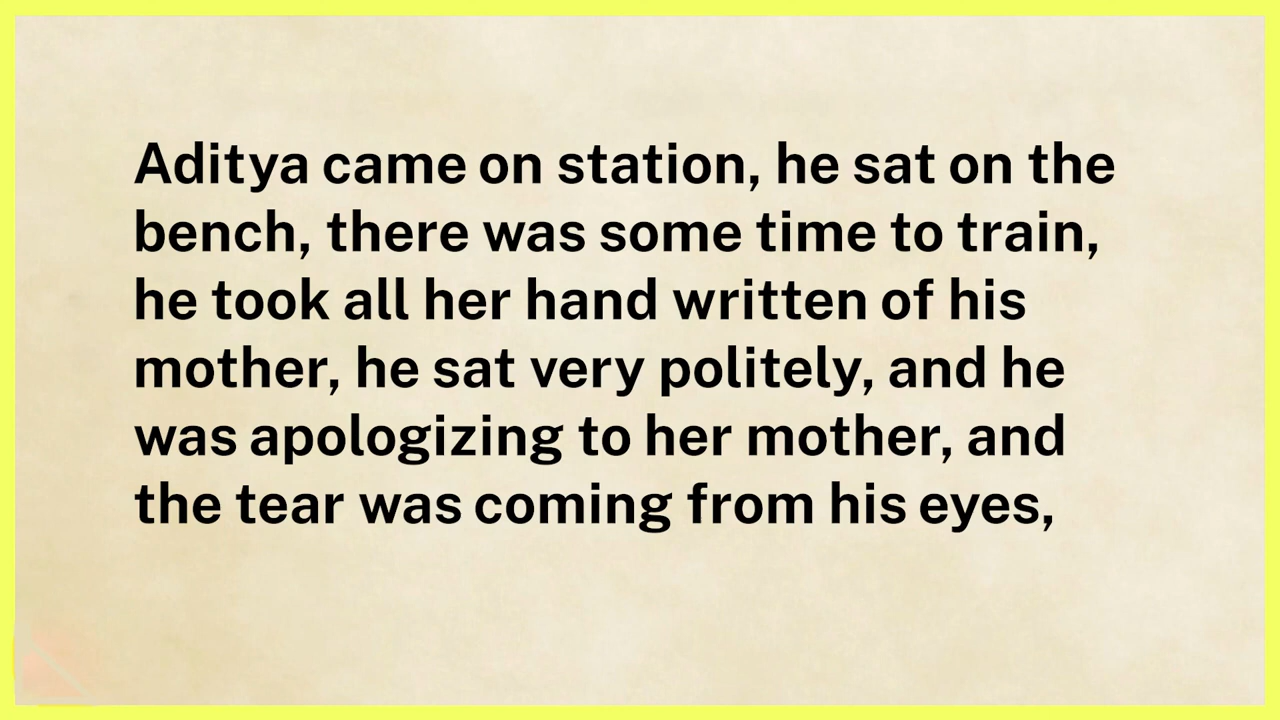 Aditya came on station, he sat on the
bench, there was some time to train,
he took all her hand written of his
mother, he sat very politely, and he
was apologizing to her mother, and
the tear was coming from his eyes,